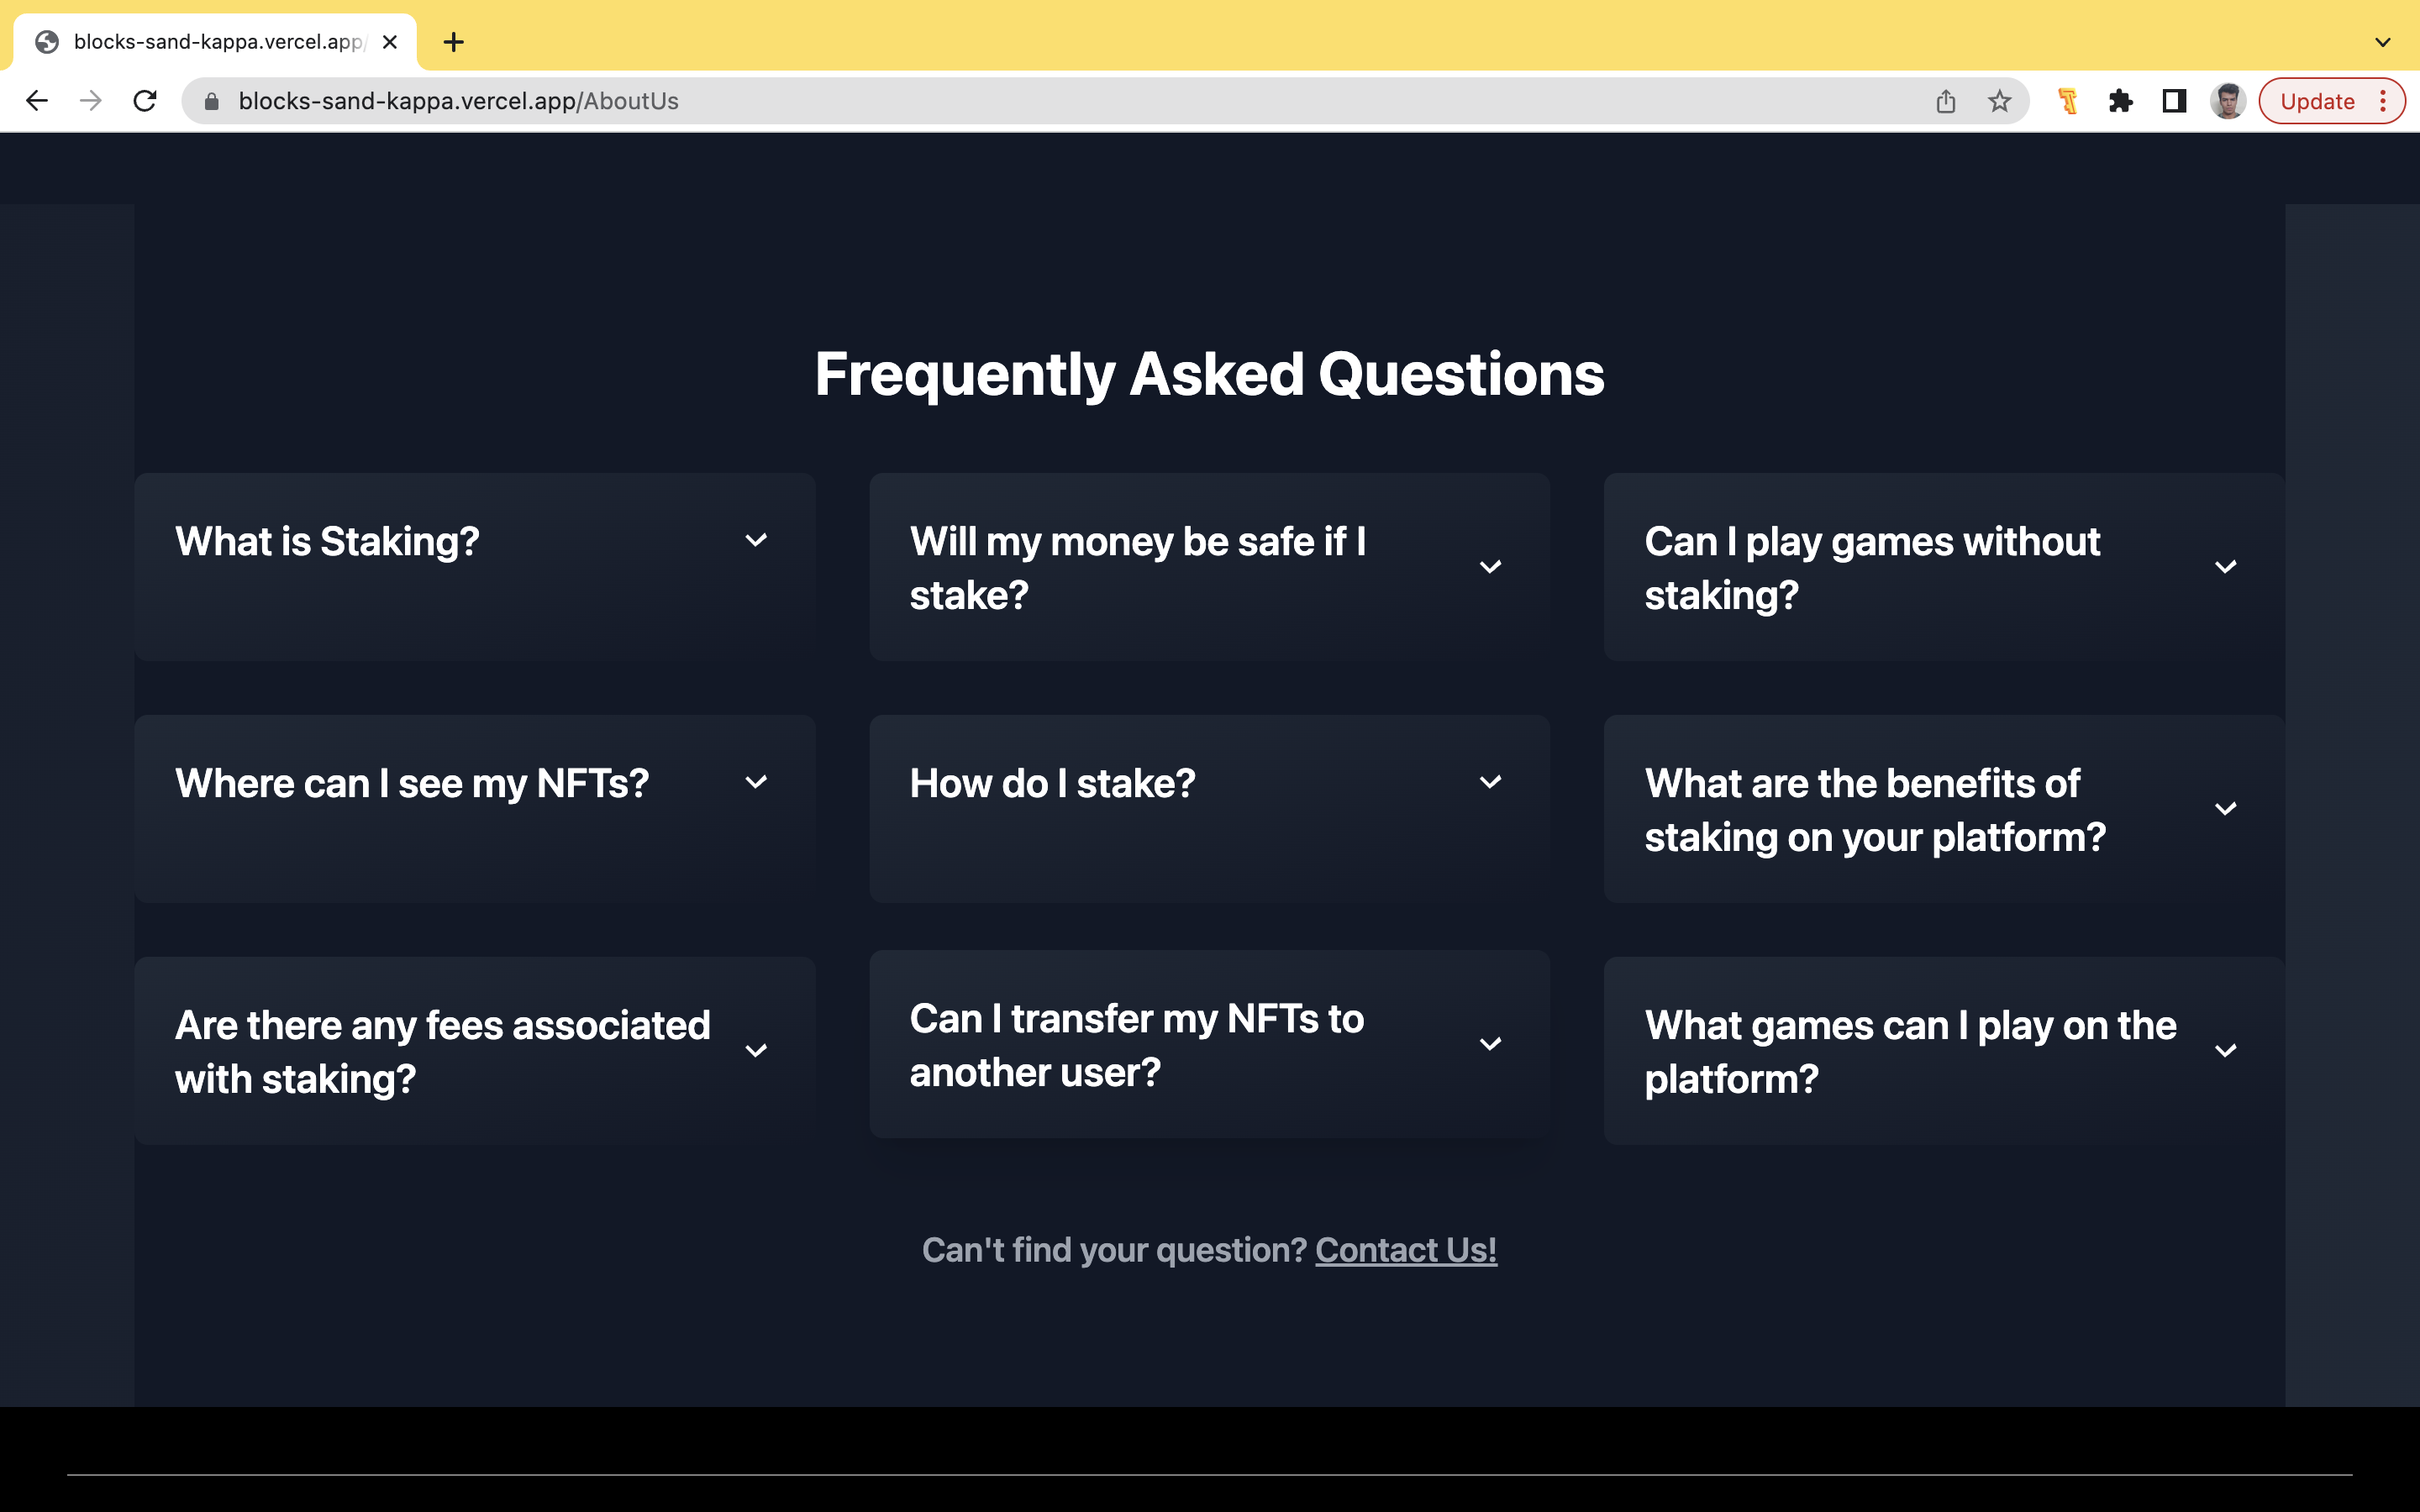 blocks-sand-kappa.vercel.app/
blocks-sand-kappa.vercel.app/AboutUs
Update
Frequently Asked Questions
What is Staking?
Will my money be safe if I
stake?
Can I play games without
staking?
Where can I see my NFTs?
How do I stake?
What are the benefits of
staking on your platform?
Are there any fees associated
with staking?
Can I transfer my NFTs to
another user?
What games can I play on the
platform?
Can't find your question? Contact Us!